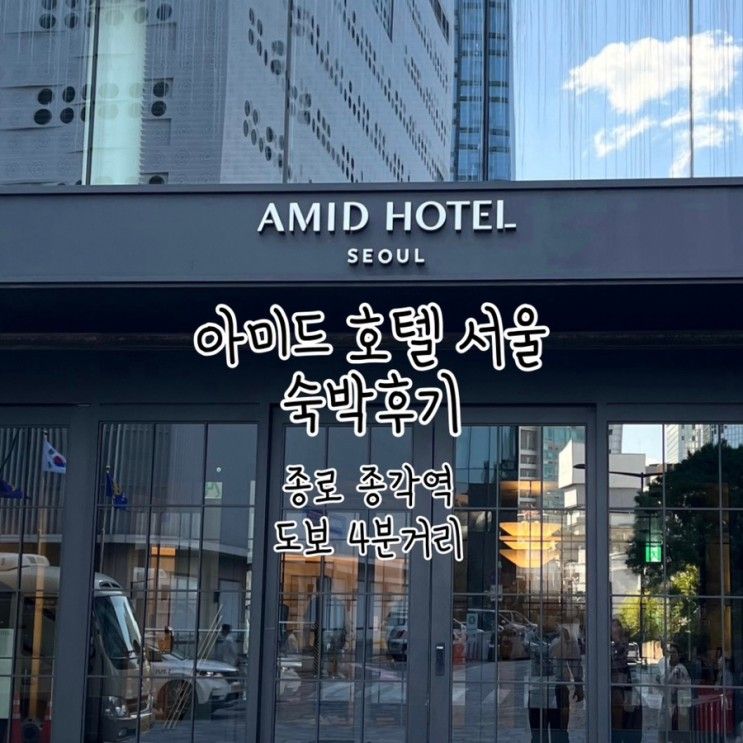 AMID HOTEL
SEOUL
아미드 호텔 서울
숙박후기
종로 종각역
도보 4분거리